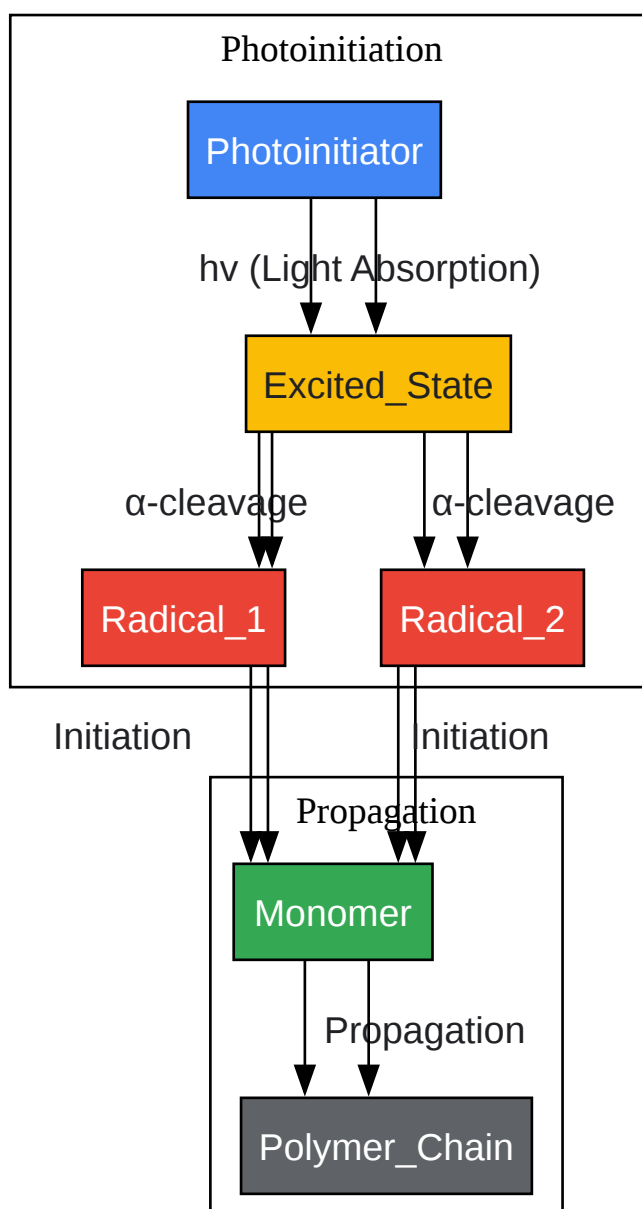 Photoinitiation
Photoinitiator
hv (Light Absorption)
Excited_State
α-cleavage
α-cleavage
Radical_1
Radical_2
Initiation
Initiation
Propagation
Monomer
Propagation
Polymer_Chain